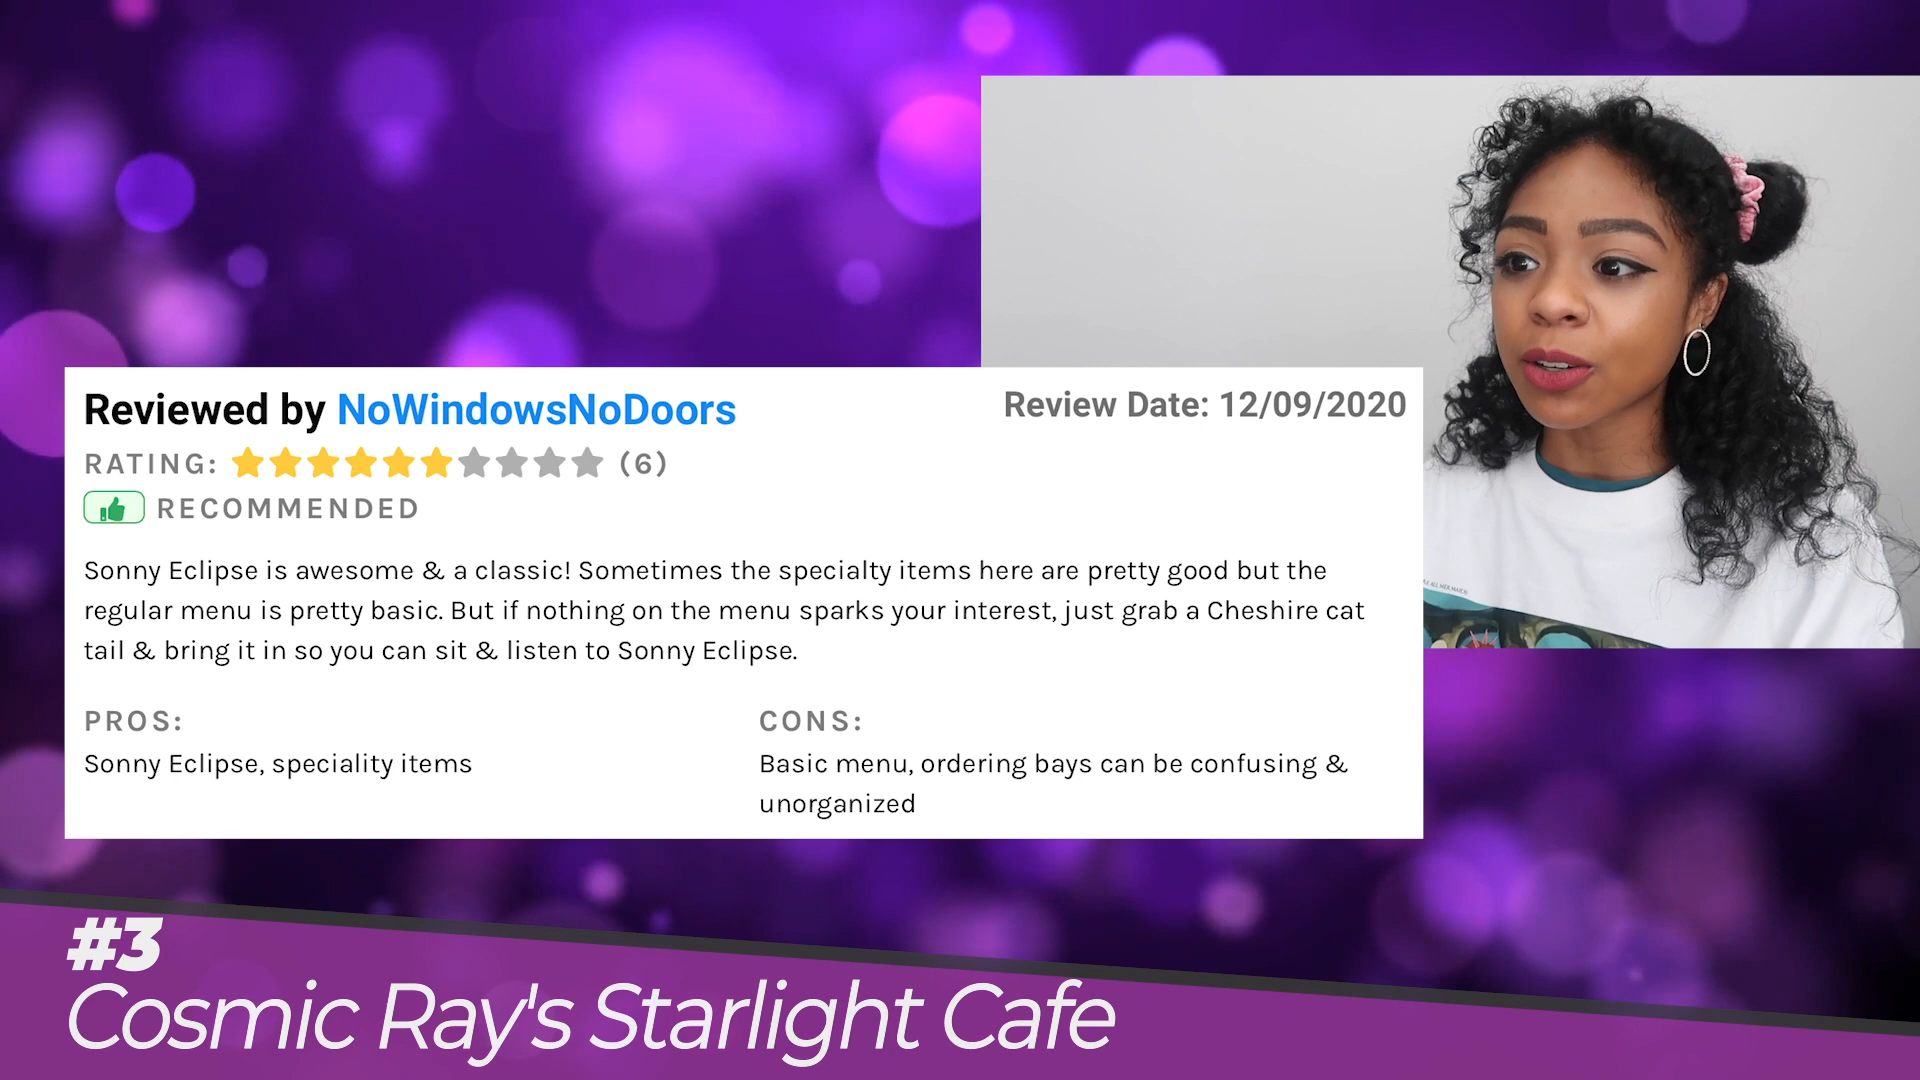 Reviewed by NoWindowsNoDoors
Review Date: 12/09/2020
RATING: (6)
RECOMMENDED
Sonny Eclipse is awesome & a classic! Sometimes the specialty items here are pretty good but the
regular menu is pretty basic. But if nothing on the menu sparks your interest, just grab a Cheshire cat
tail & bring it in so you can sit & listen to Sonny Eclipse.
PROS:
Sonny Eclipse, speciality items
CONS:
Basic menu, ordering bays can be confusing &
unorganized
#3
Cosmic Ray's Starlight Cafe